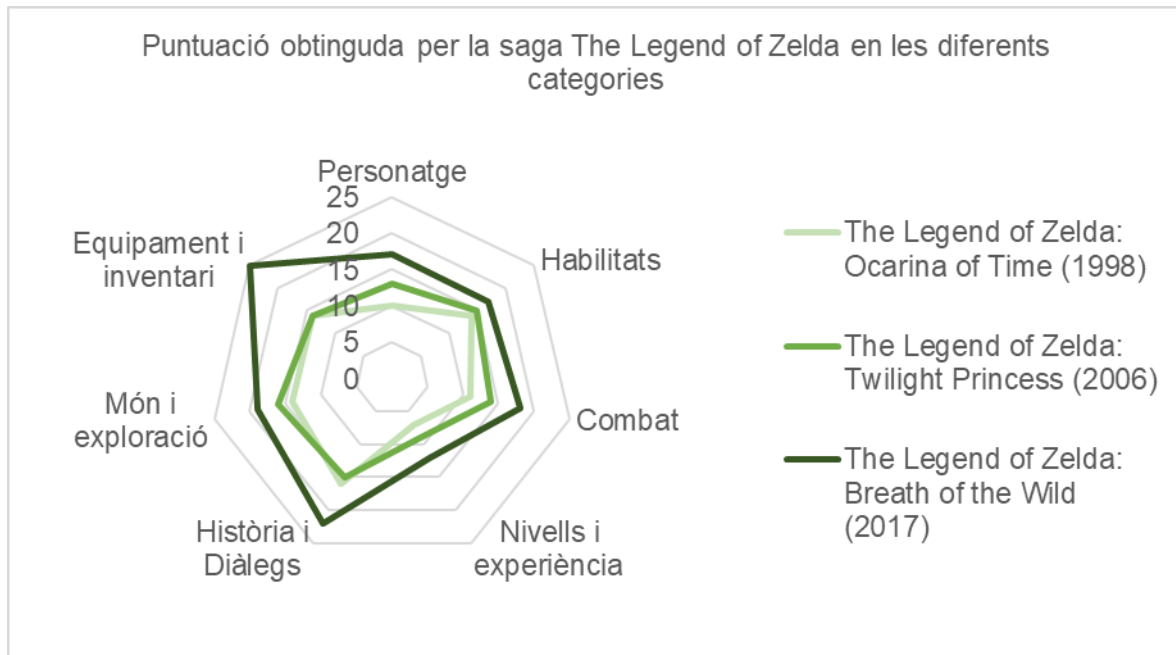 Puntuació obtinguda per la saga The Legend of Zelda en les diferents
categories
Personatge
25
20
15
10
5
0
Habilitats
Combat
Nivells i
experiència
Història i
Diàlegs
Món i
exploració
Equipament i
inventari
The Legend of Zelda:
Ocarina of Time (1998)
The Legend of Zelda:
Twilight Princess (2006)
The Legend of Zelda:
Breath of the Wild
(2017)